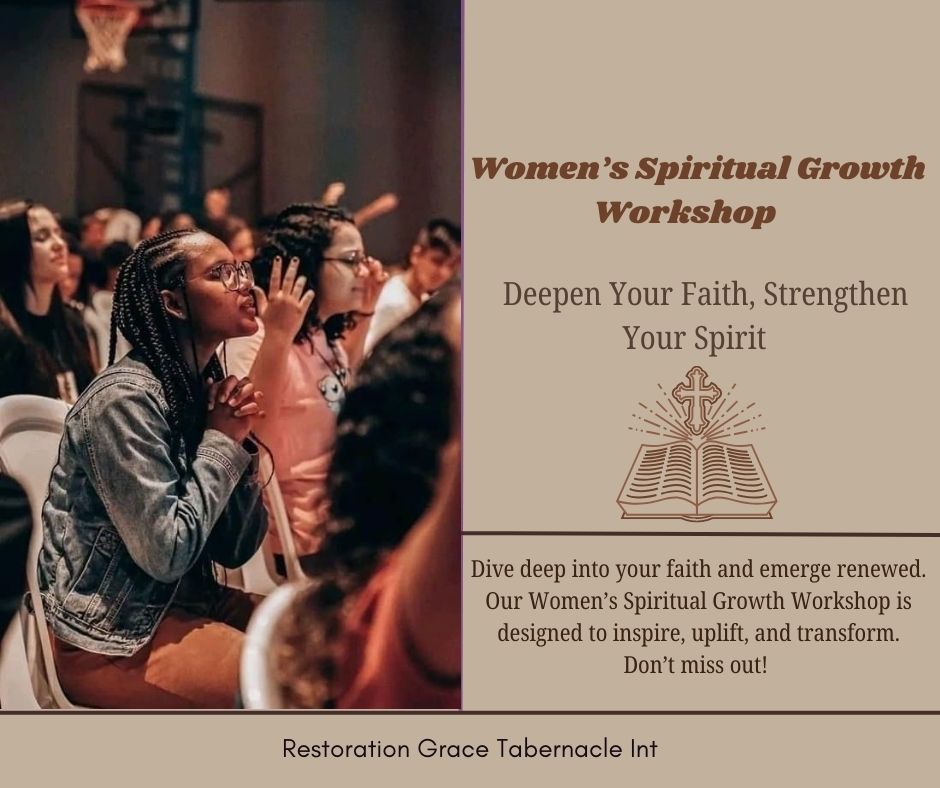 Women’s Spiritual Growth
Workshop
Deepen Your Faith, Strengthen
Your Spirit
Dive deep into your faith and emerge renewed.
Our Women’s Spiritual Growth Workshop is
designed to inspire, uplift, and transform.
Don’t miss out!
Restoration Grace Tabernacle Int